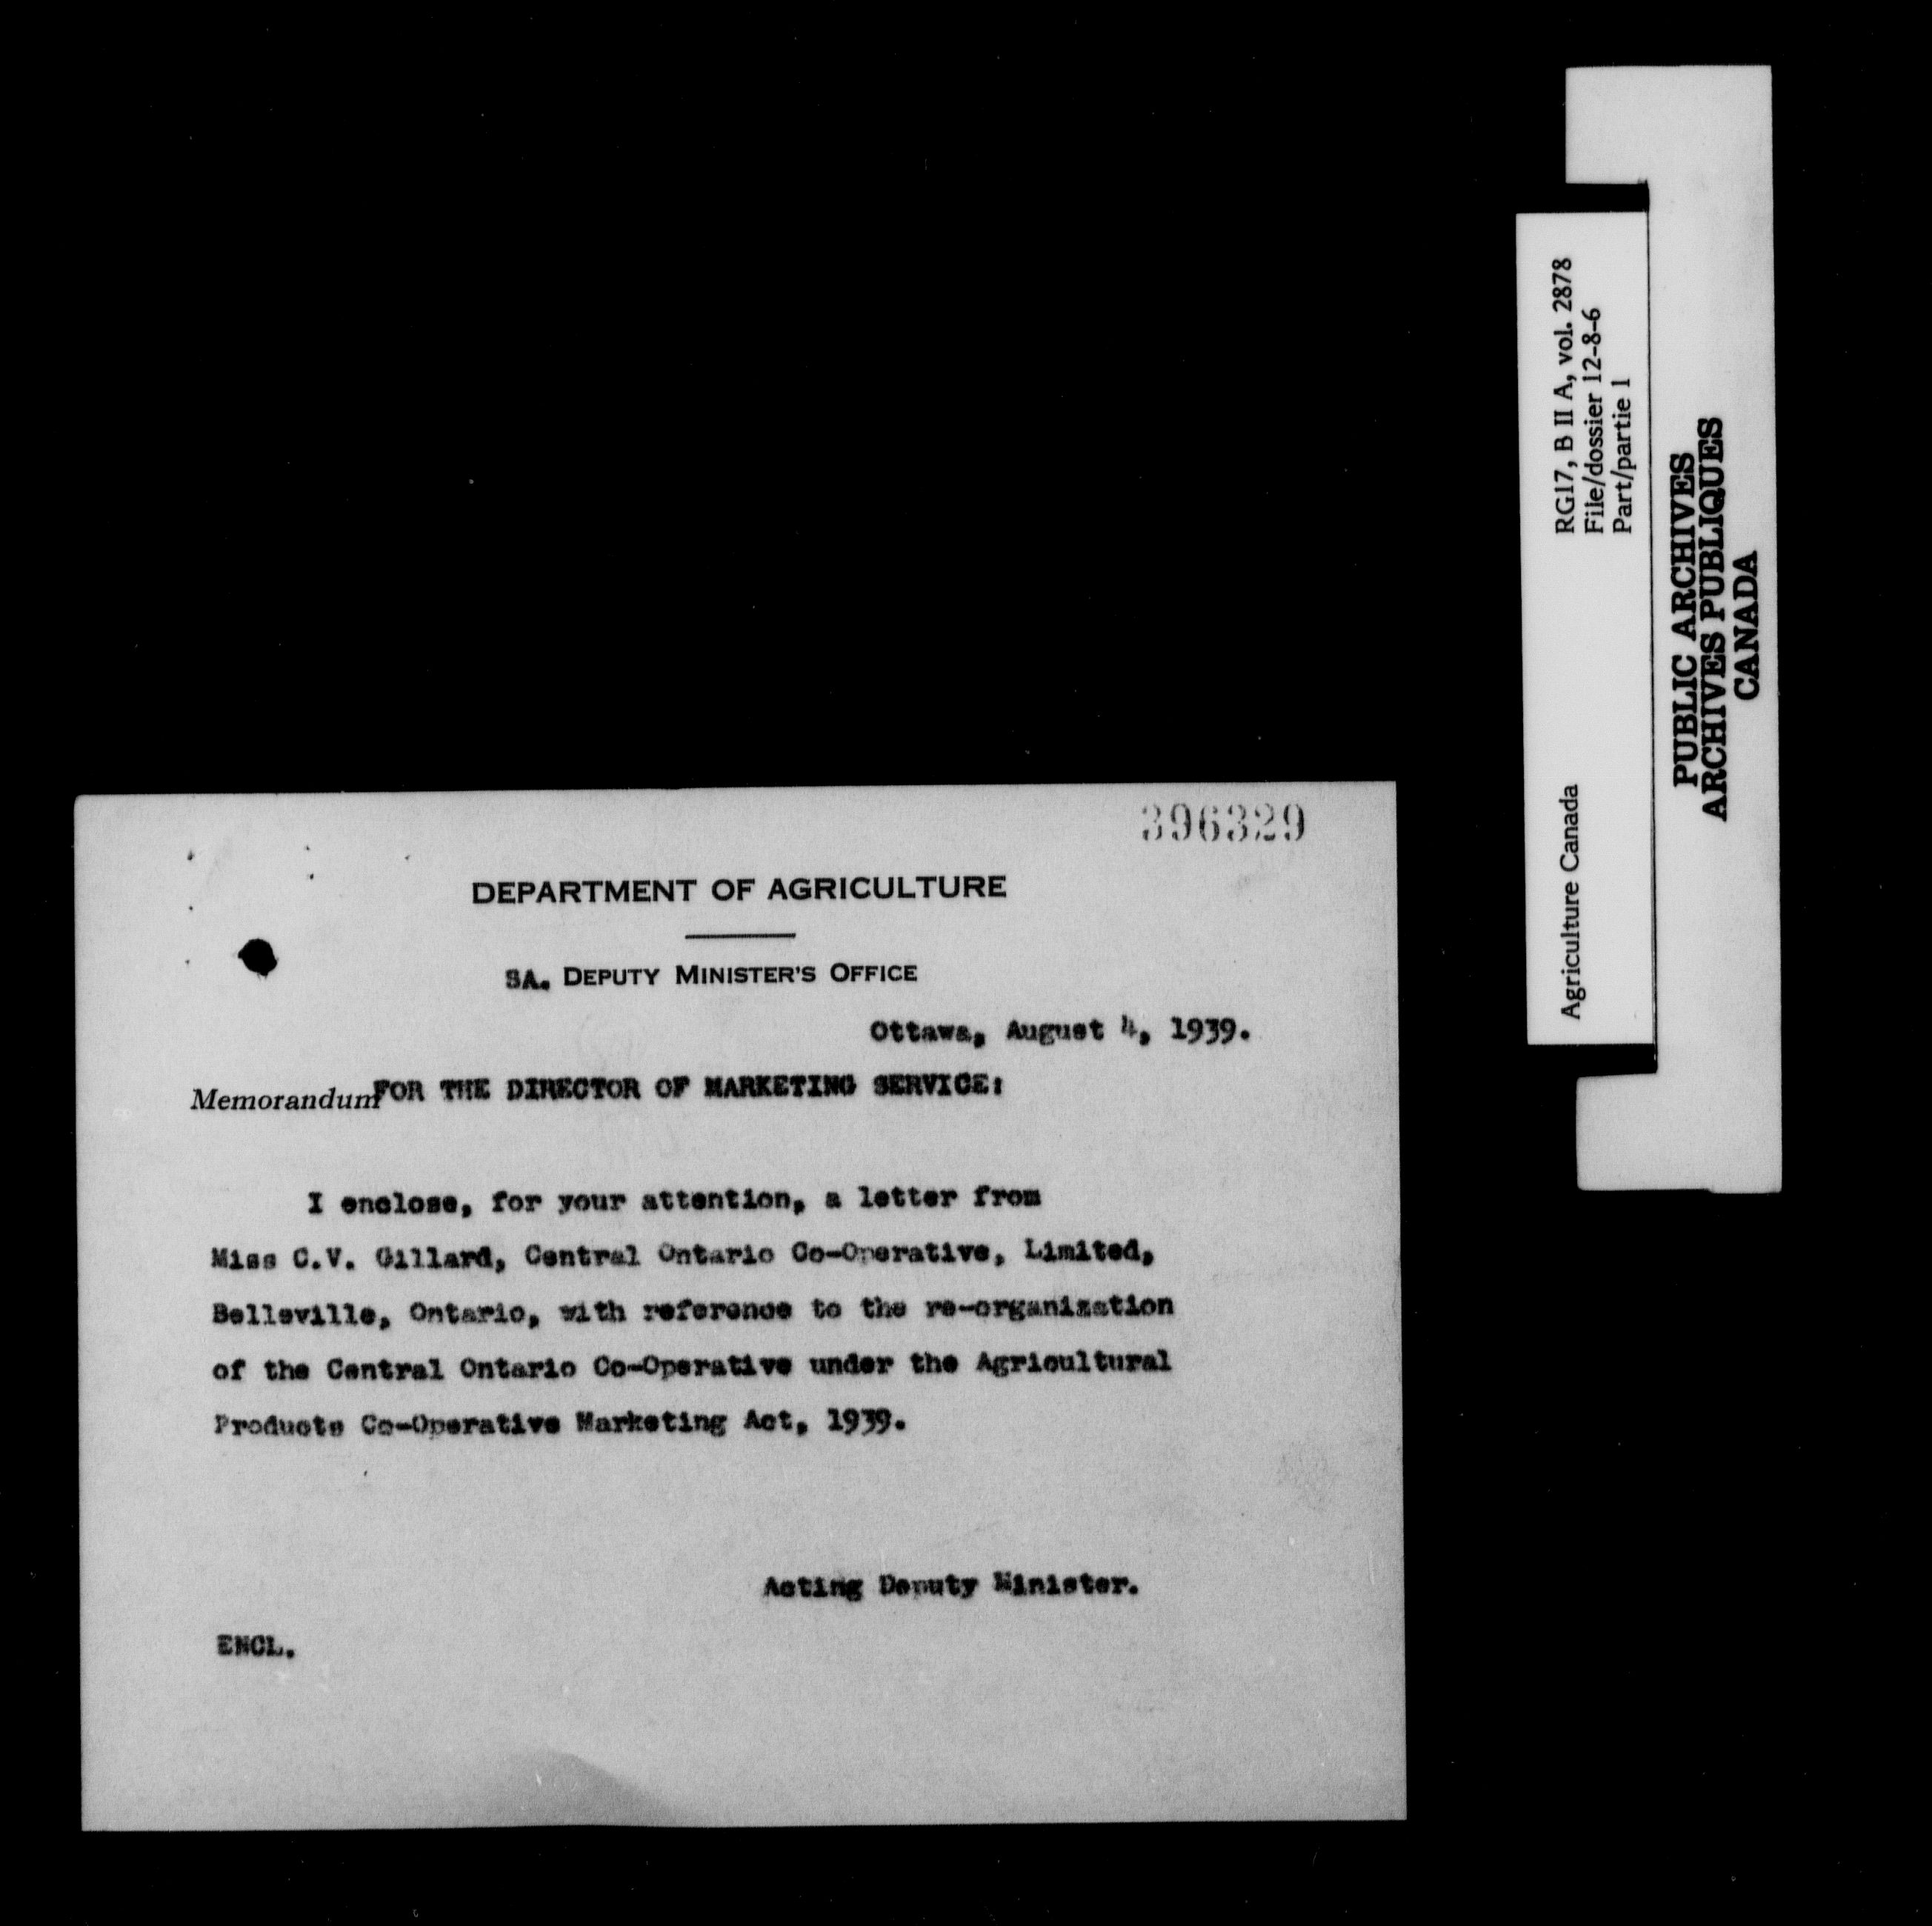 396329
DEPARTMENT OF AGRICULTURE
SA. DEPUTY MINISTER'S OFFICE
Ottawa, August 4, 1939.
Memorandum FOR THE DIRECTOR OF MARKETING SERVICE:
I enclose, for your attention, a letter from
Miss C.V. Gillard, Central Ontario Co-Operative, Limited,
Belleville, Ontario, with reference to the re-organization
of the Central Ontario Co-Operative under the Agricultural
Products Co-Operative Marketing Act, 1939.
Acting Deputy Minister.
ENCL.
Agriculture Canada
RG17, B II A, vol. 2878
File/dossier 12-8-6
Part/partie 1
PUBLIC ARCHIVES
ARCHIVES PUBLIQUES
CANADA